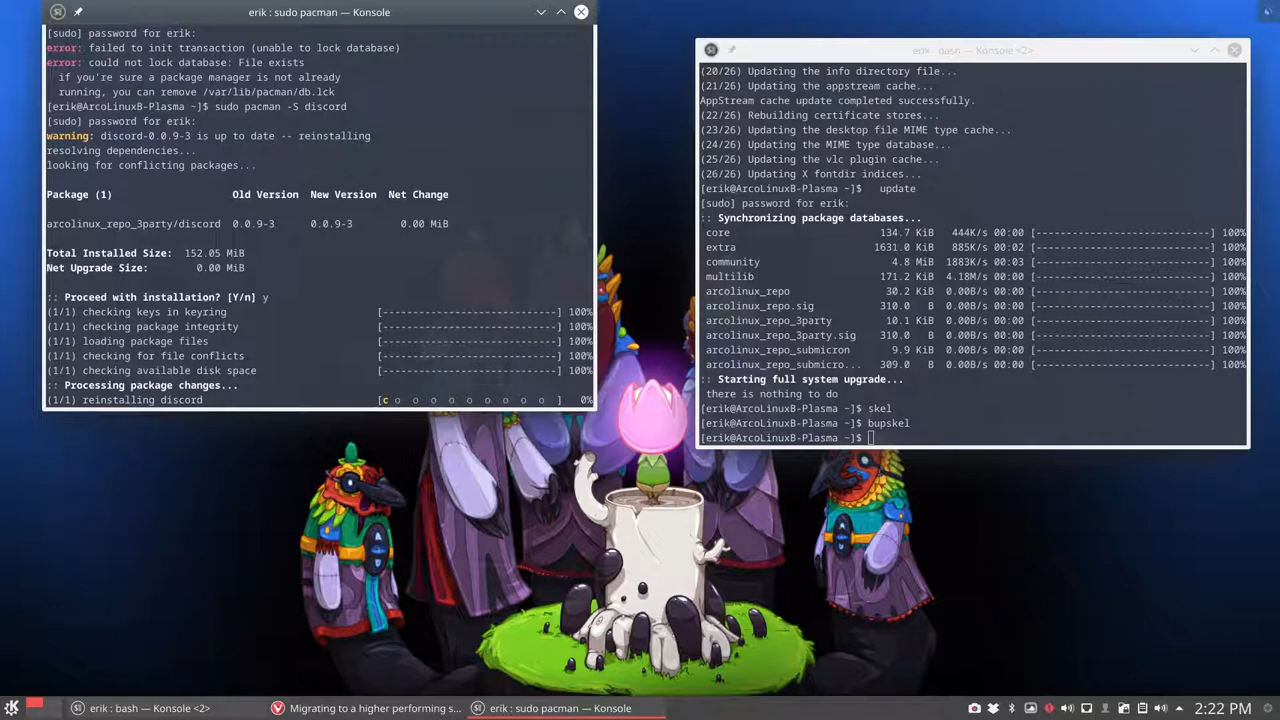 erik : sudo pacman — Konsole
[sudo] password for erik:
error: failed to init transaction (unable to lock database)
error: could not lock database: File exists
if you're sure a package manager is not already
running, you can remove /var/lib/pacman/db.lck
[erik@ArcoLinuxB-Plasma ~]$ sudo pacman -S discord
[sudo] password for erik:
warning: discord-0.0.9-3 is up to date -- reinstalling
resolving dependencies...
looking for conflicting packages...
Package (1) Old Version New Version Net Change
arcolinux_repo_3party/discord 0.0.9-3 0.0.9-3 0.00 MiB
Total Installed Size: 152.05 MiB
Net Upgrade Size: 0.00 MiB
:: Proceed with installation? [Y/n] y
(1/1) checking keys in keyring [------------------------------] 100%
(1/1) checking package integrity [------------------------------] 100%
(1/1) loading package files [------------------------------] 100%
(1/1) checking for file conflicts [------------------------------] 100%
(1/1) checking available disk space [------------------------------] 100%
:: Processing package changes...
(1/1) reinstalling discord [c o o o o o o o o o ] 0%
erik : bash — Konsole <2>
(20/26) Updating the info directory file...
(21/26) Updating the appstream cache...
AppStream cache update completed successfully.
(22/26) Rebuilding certificate stores...
(23/26) Updating the desktop file MIME type cache...
(24/26) Updating the MIME type database...
(25/26) Updating the vlc plugin cache...
(26/26) Updating X fontdir indices...
[erik@ArcoLinuxB-Plasma ~]$ update
[sudo] password for erik:
:: Synchronizing package databases...
core 134.7 KiB 444K/s 00:00 [------------------------------] 100%
extra 1631.0 KiB 885K/s 00:02 [------------------------------] 100%
community 4.8 MiB 1883K/s 00:03 [------------------------------] 100%
multilib 171.2 KiB 4.18M/s 00:00 [------------------------------] 100%
arcolinux_repo 30.2 KiB 0.00B/s 00:00 [------------------------------] 100%
arcolinux_repo.sig 310.0 B 0.00B/s 00:00 [------------------------------] 100%
arcolinux_repo_3party 10.1 KiB 0.00B/s 00:00 [------------------------------] 100%
arcolinux_repo_3party.sig 310.0 B 0.00B/s 00:00 [------------------------------] 100%
arcolinux_repo_submicron 9.9 KiB 0.00B/s 00:00 [------------------------------] 100%
arcolinux_repo_submicro... 309.0 B 0.00B/s 00:00 [------------------------------] 100%
:: Starting full system upgrade...
there is nothing to do
[erik@ArcoLinuxB-Plasma ~]$ skel
[erik@ArcoLinuxB-Plasma ~]$ bupskel
[erik@ArcoLinuxB-Plasma ~]$
erik : bash — Konsole <2>
Migrating to a higher performing s...
erik : sudo pacman — Konsole
2:22 PM